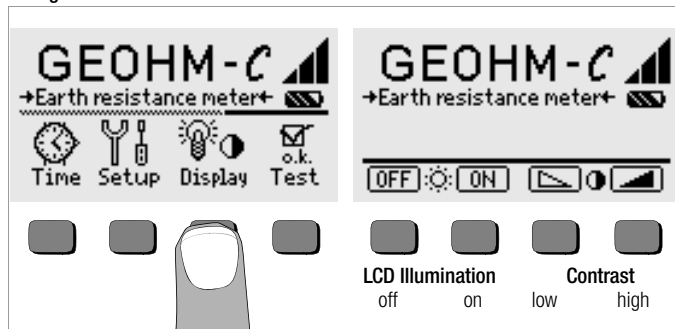 GEOHM-C
→Earth resistance meter←
o.k.
Time Setup Display Test
GEOHM-C
→Earth resistance meter←
OFF ON
LCD Illumination Contrast
off on low high